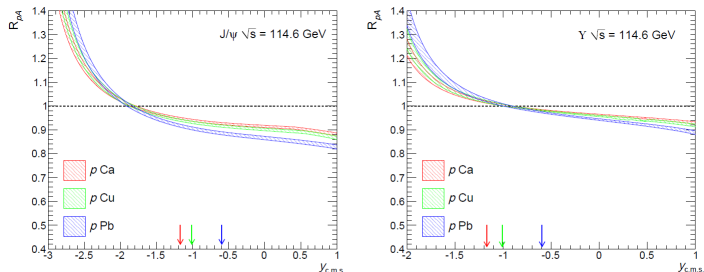 R_pA
1.4
1.3
1.2
1.1
1
0.9
0.8
0.7
0.6
0.5
0.4
J/ψ √s = 114.6 GeV
p Ca
p Cu
p Pb
-3 -2.5 -2 -1.5 -1 -0.5 0 0.5 1
y_c.m.s.
R_pA
1.4
1.3
1.2
1.1
1
0.9
0.8
0.7
0.6
0.5
0.4
Υ √s = 114.6 GeV
p Ca
p Cu
p Pb
-2 -1.5 -1 -0.5 0 0.5 1
y_c.m.s.